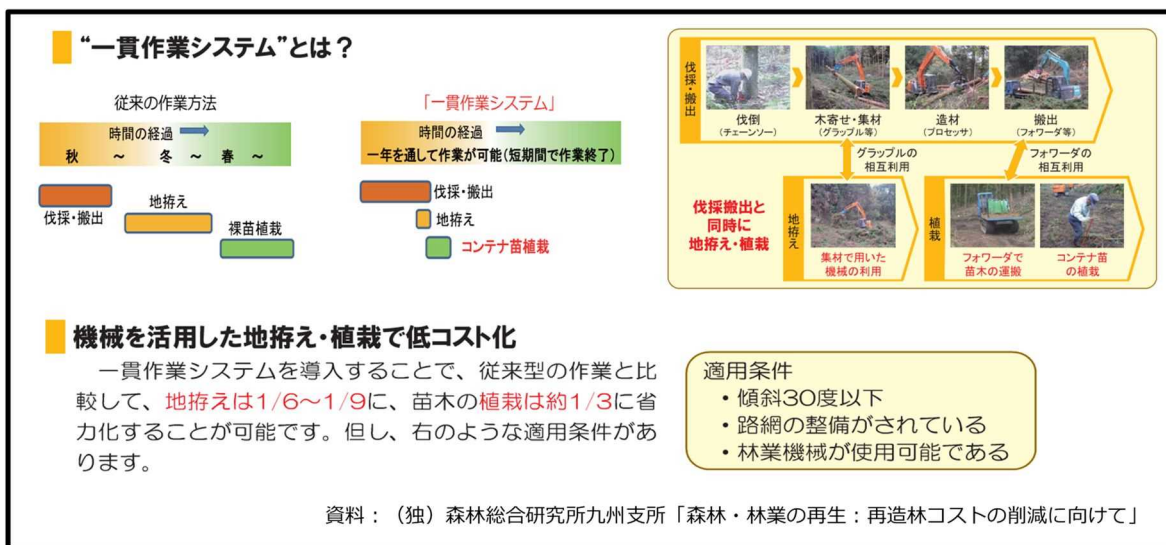 “一貫作業システム”とは？
従来の作業方法
時間の経過
秋　～　冬　～　春　～
伐採・搬出
地拵え
裸苗植栽
「一貫作業システム」
時間の経過
一年を通して作業が可能(短期間で作業終了)
伐採・搬出
地拵え
コンテナ苗植栽
伐採・搬出
伐倒
(チェーンソー)
木寄せ・集材
(グラップル等)
造材
(プロセッサ)
搬出
(フォワーダ等)
グラップルの
相互利用
フォワーダの
相互利用
伐採搬出と
同時に
地拵え・植栽
地拵え
集材で用いた
機械の利用
植栽
フォワーダで
苗木の運搬
コンテナ苗
の植栽
機械を活用した地拵え・植栽で低コスト化
一貫作業システムを導入することで、従来型の作業と比
較して、地拵えは1/6～1/9に、苗木の植栽は約1/3に省
力化することが可能です。但し、右のような適用条件があ
ります。
適用条件
・傾斜30度以下
・路網の整備がされている
・林業機械が使用可能である
資料：（独）森林総合研究所九州支所「森林・林業の再生：再造林コストの削減に向けて」